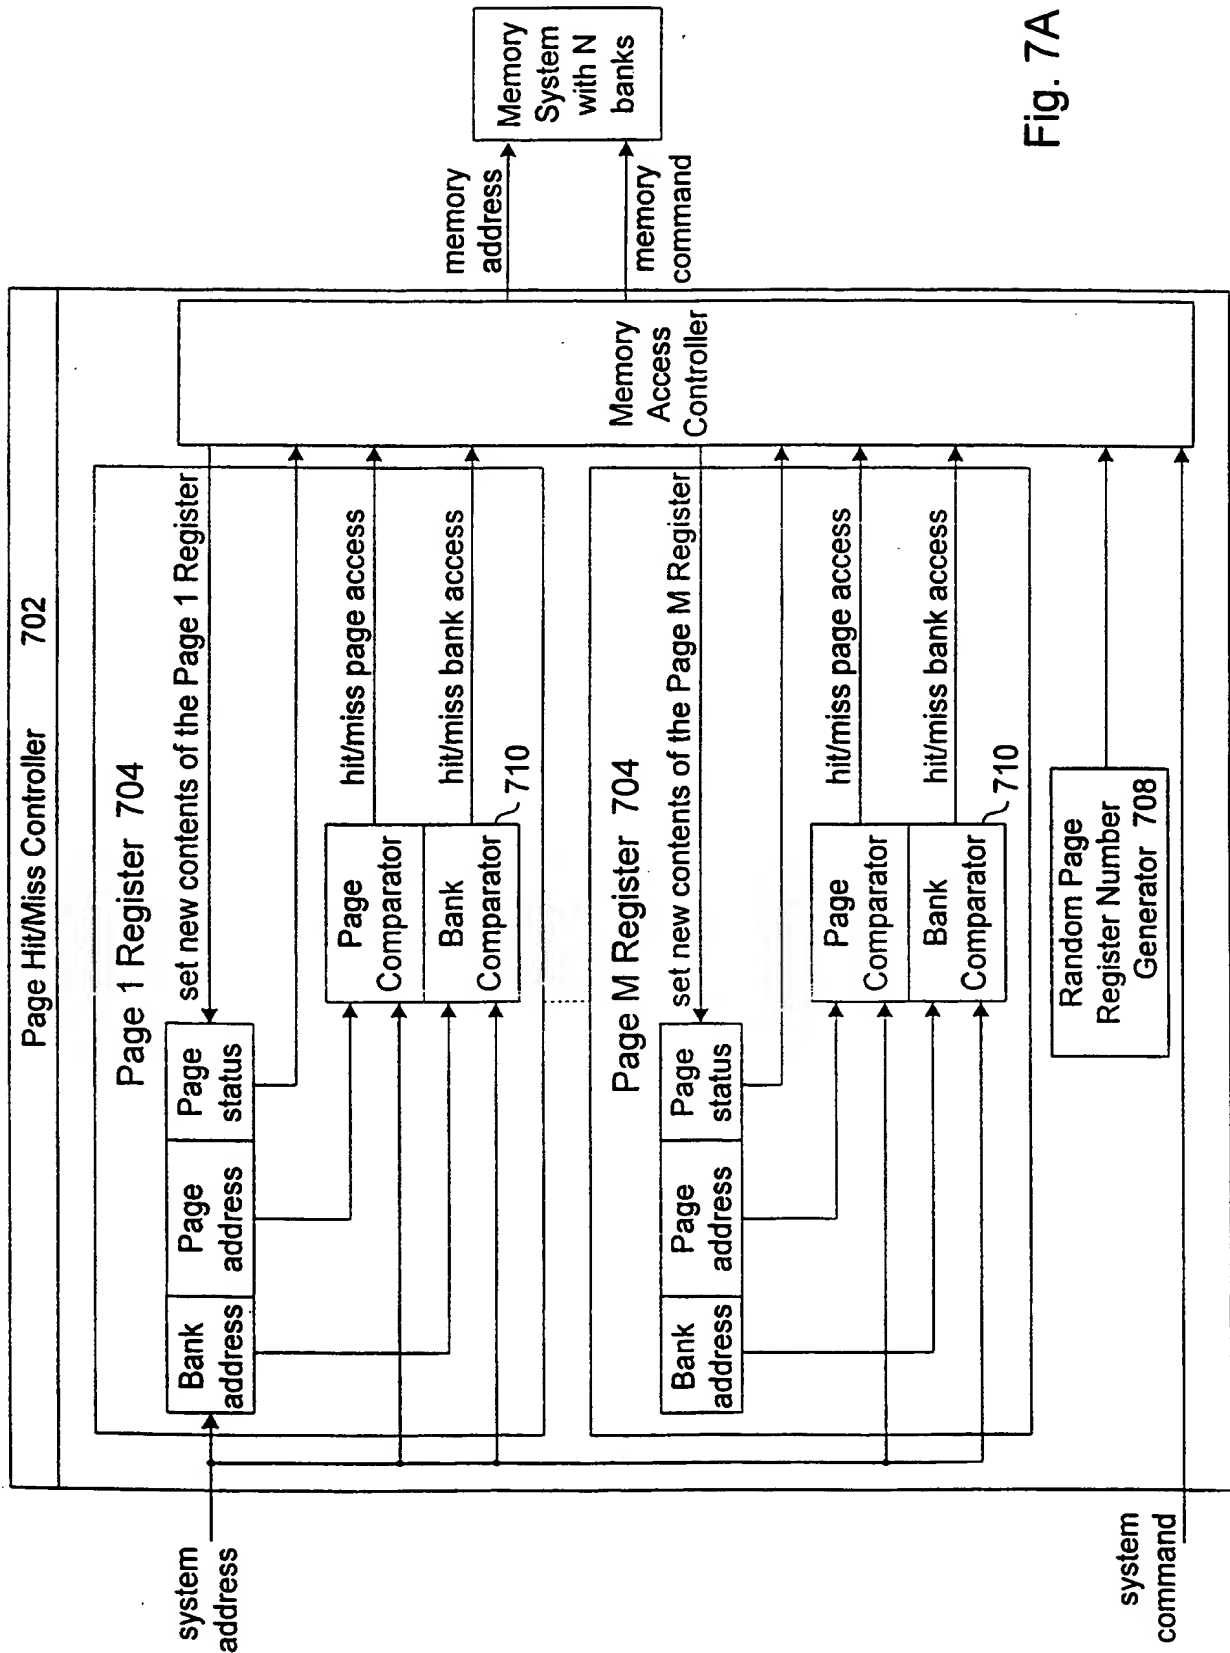 Page Hit/Miss Controller 702
system
address
Page 1 Register 704
Bank
address
Page
address
Page
status
set new contents of the Page 1 Register
Page
Comparator
Bank
Comparator
710
hit/miss page access
hit/miss bank access
Page M Register 704
Bank
address
Page
address
Page
status
set new contents of the Page M Register
Page
Comparator
Bank
Comparator
710
hit/miss page access
hit/miss bank access
Random Page
Register Number
Generator 708
system
command
Memory
Access
Controller
memory
address
memory
command
Memory
System
with N
banks
Fig. 7A